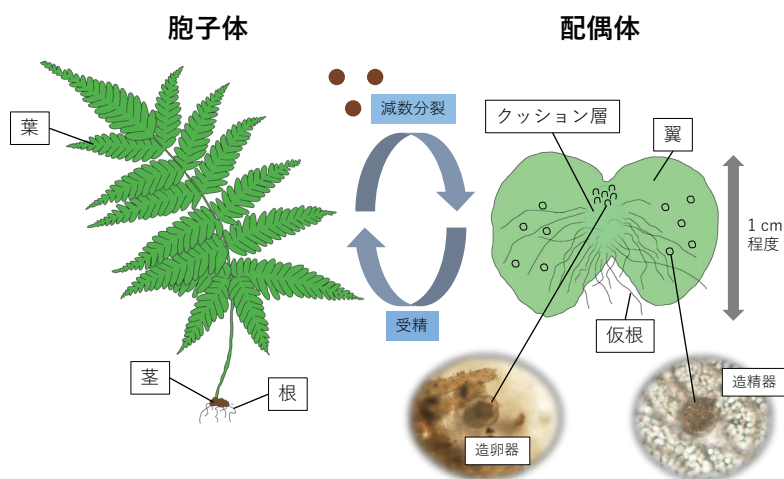 胞子体
配偶体
減数分裂
クッション層
翼
葉
1 cm
程度
受精
仮根
茎
根
造精器
造卵器